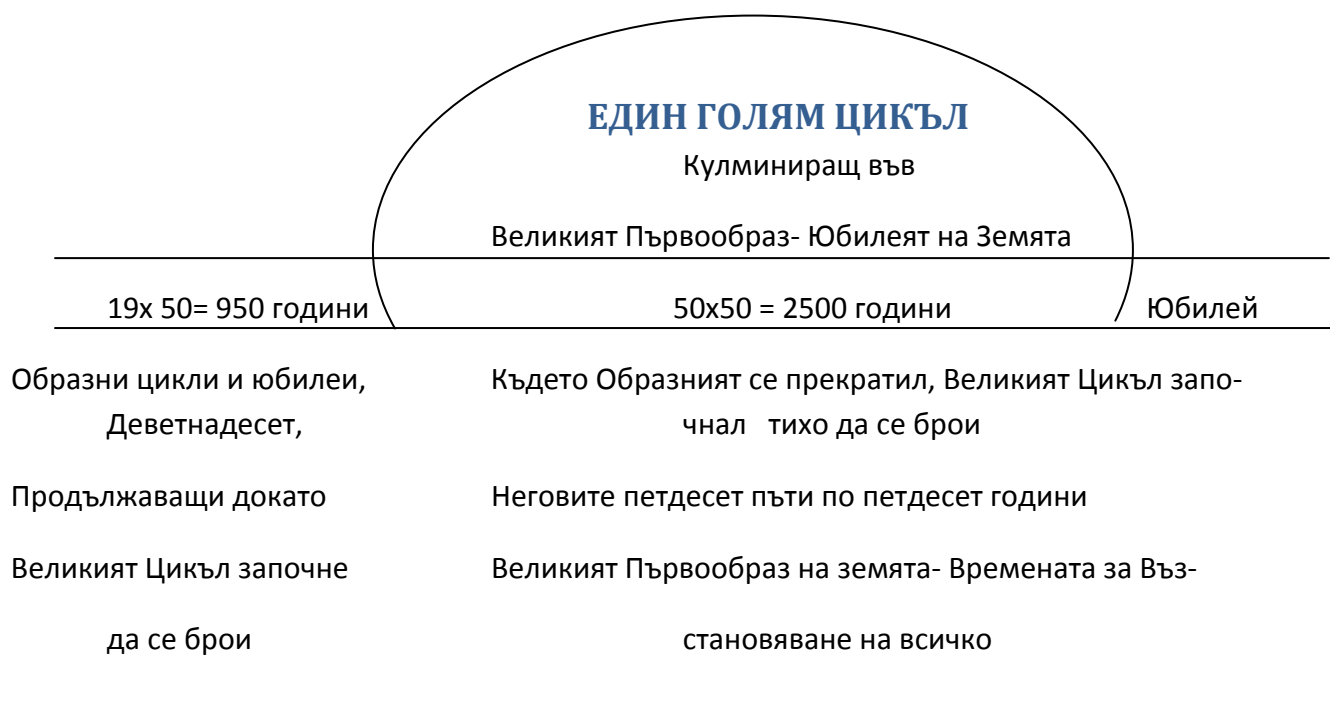 ЕДИН ГОЛЯМ ЦИКЪЛ
Кулминиращ във
Великият Първообраз- Юбилеят на Земята
19х 50= 950 години 50х50 = 2500 години Юбилей
Образни цикли и юбилеи, Където Образният се прекратил, Великият Цикъл запо-
Деветнадесет, чнал тихо да се брои
Продължаващи докато Неговите петдесет пъти по петдесет години
Великият Цикъл започне Великият Първообраз на земята- Времената за Въз-
да се брои становяване на всичко